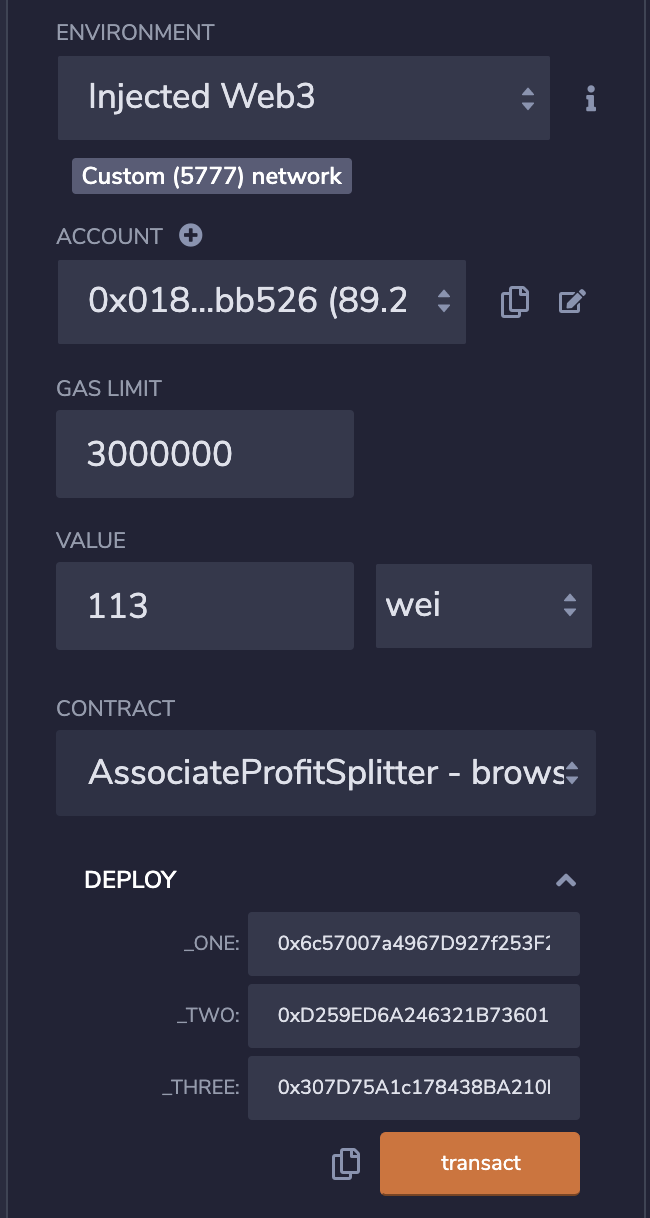 ENVIRONMENT
Injected Web3
Custom (5777) network
ACCOUNT
0x018...bb526 (89.2
GAS LIMIT
3000000
VALUE
113 wei
CONTRACT
AssociateProfitSplitter - brows
DEPLOY
_ONE: 0x6c57007a4967D927f253F2
_TWO: 0xD259ED6A246321B73601
_THREE: 0x307D75A1c178438BA210
transact